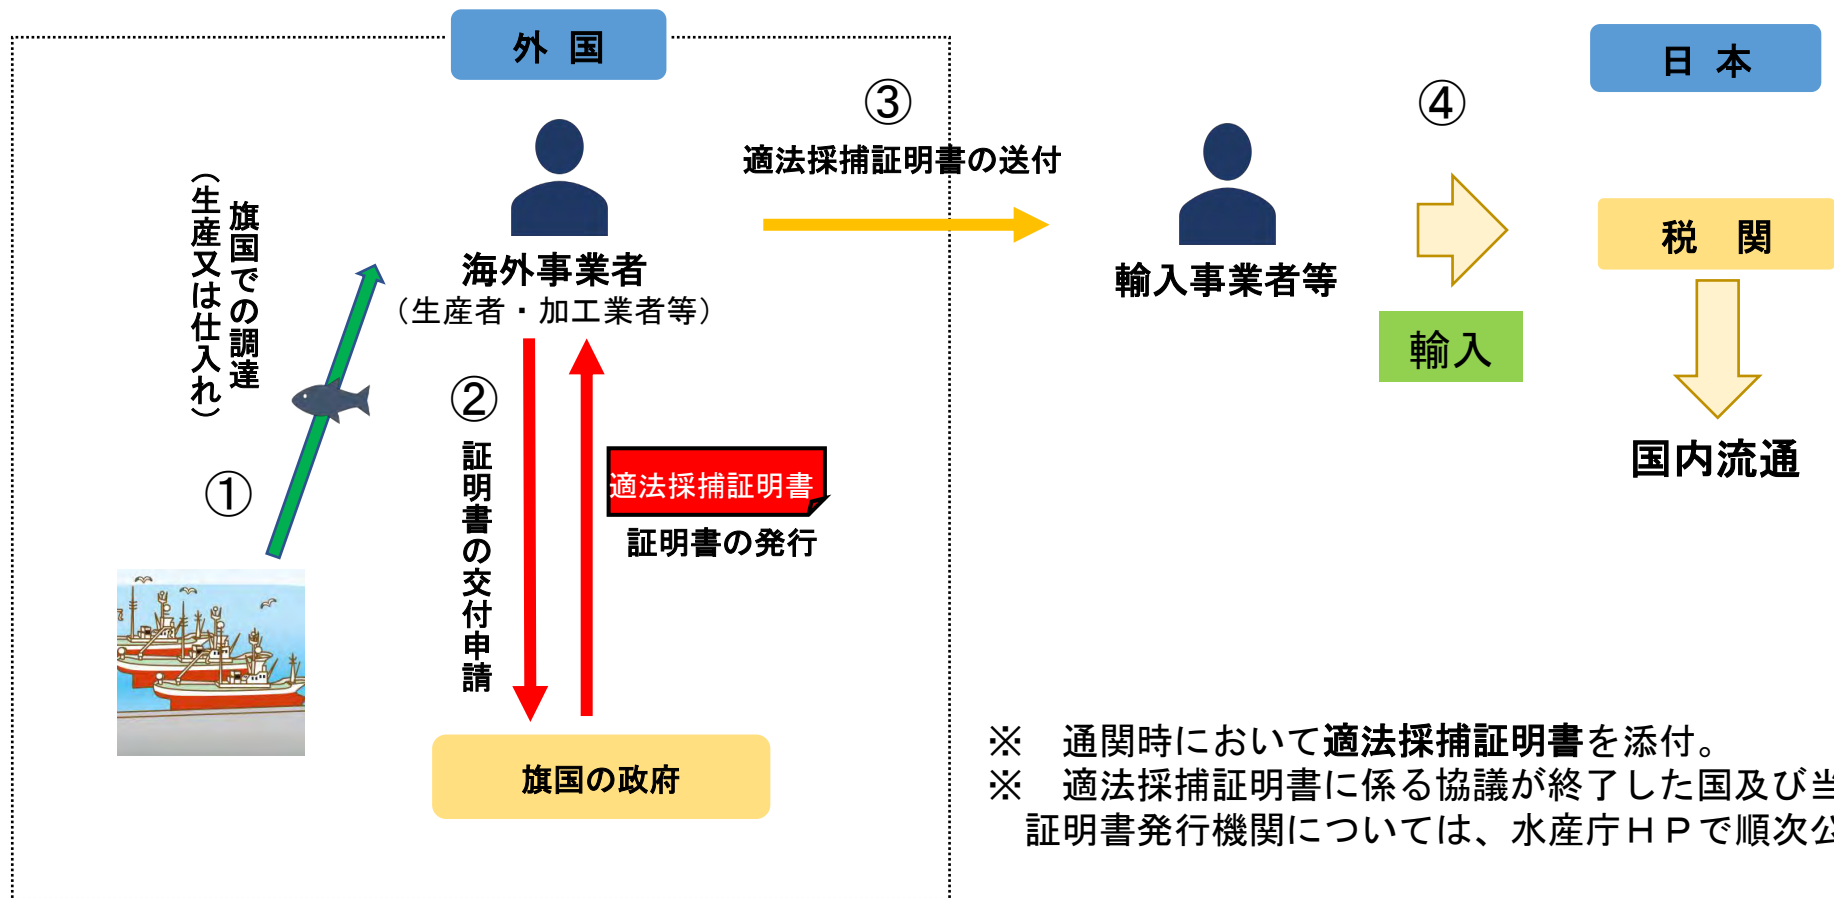 外 国
日 本
③
④
適法採捕証明書の送付
旗国での調達
（生産又は仕入れ）
海外事業者
（生産者・加工業者等）
輸入事業者等
税 関
輸入
①
②
証明書の交付申請
適法採捕証明書
証明書の発行
国内流通
旗国の政府
※ 通関時において適法採捕証明書を添付。
※ 適法採捕証明書に係る協議が終了した国及び当
証明書発行機関については、水産庁ＨＰで順次公